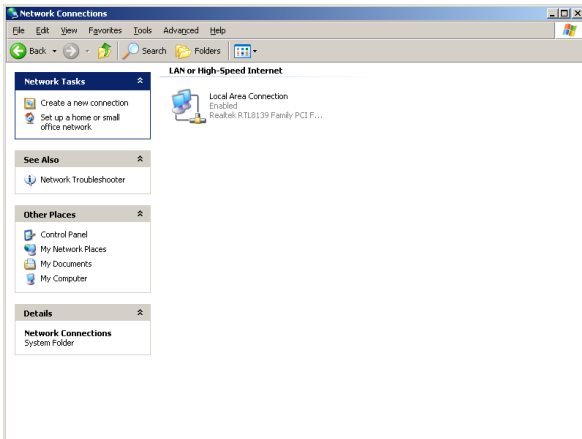 Network Connections
File Edit View Favorites Tools Advanced Help
Back Search Folders
Network Tasks
Create a new connection
Set up a home or small
office network
See Also
Network Troubleshooter
Other Places
Control Panel
My Network Places
My Documents
My Computer
Details
Network Connections
System Folder
LAN or High-Speed Internet
Local Area Connection
Enabled
Realtek RTL8139 Family PCI F...